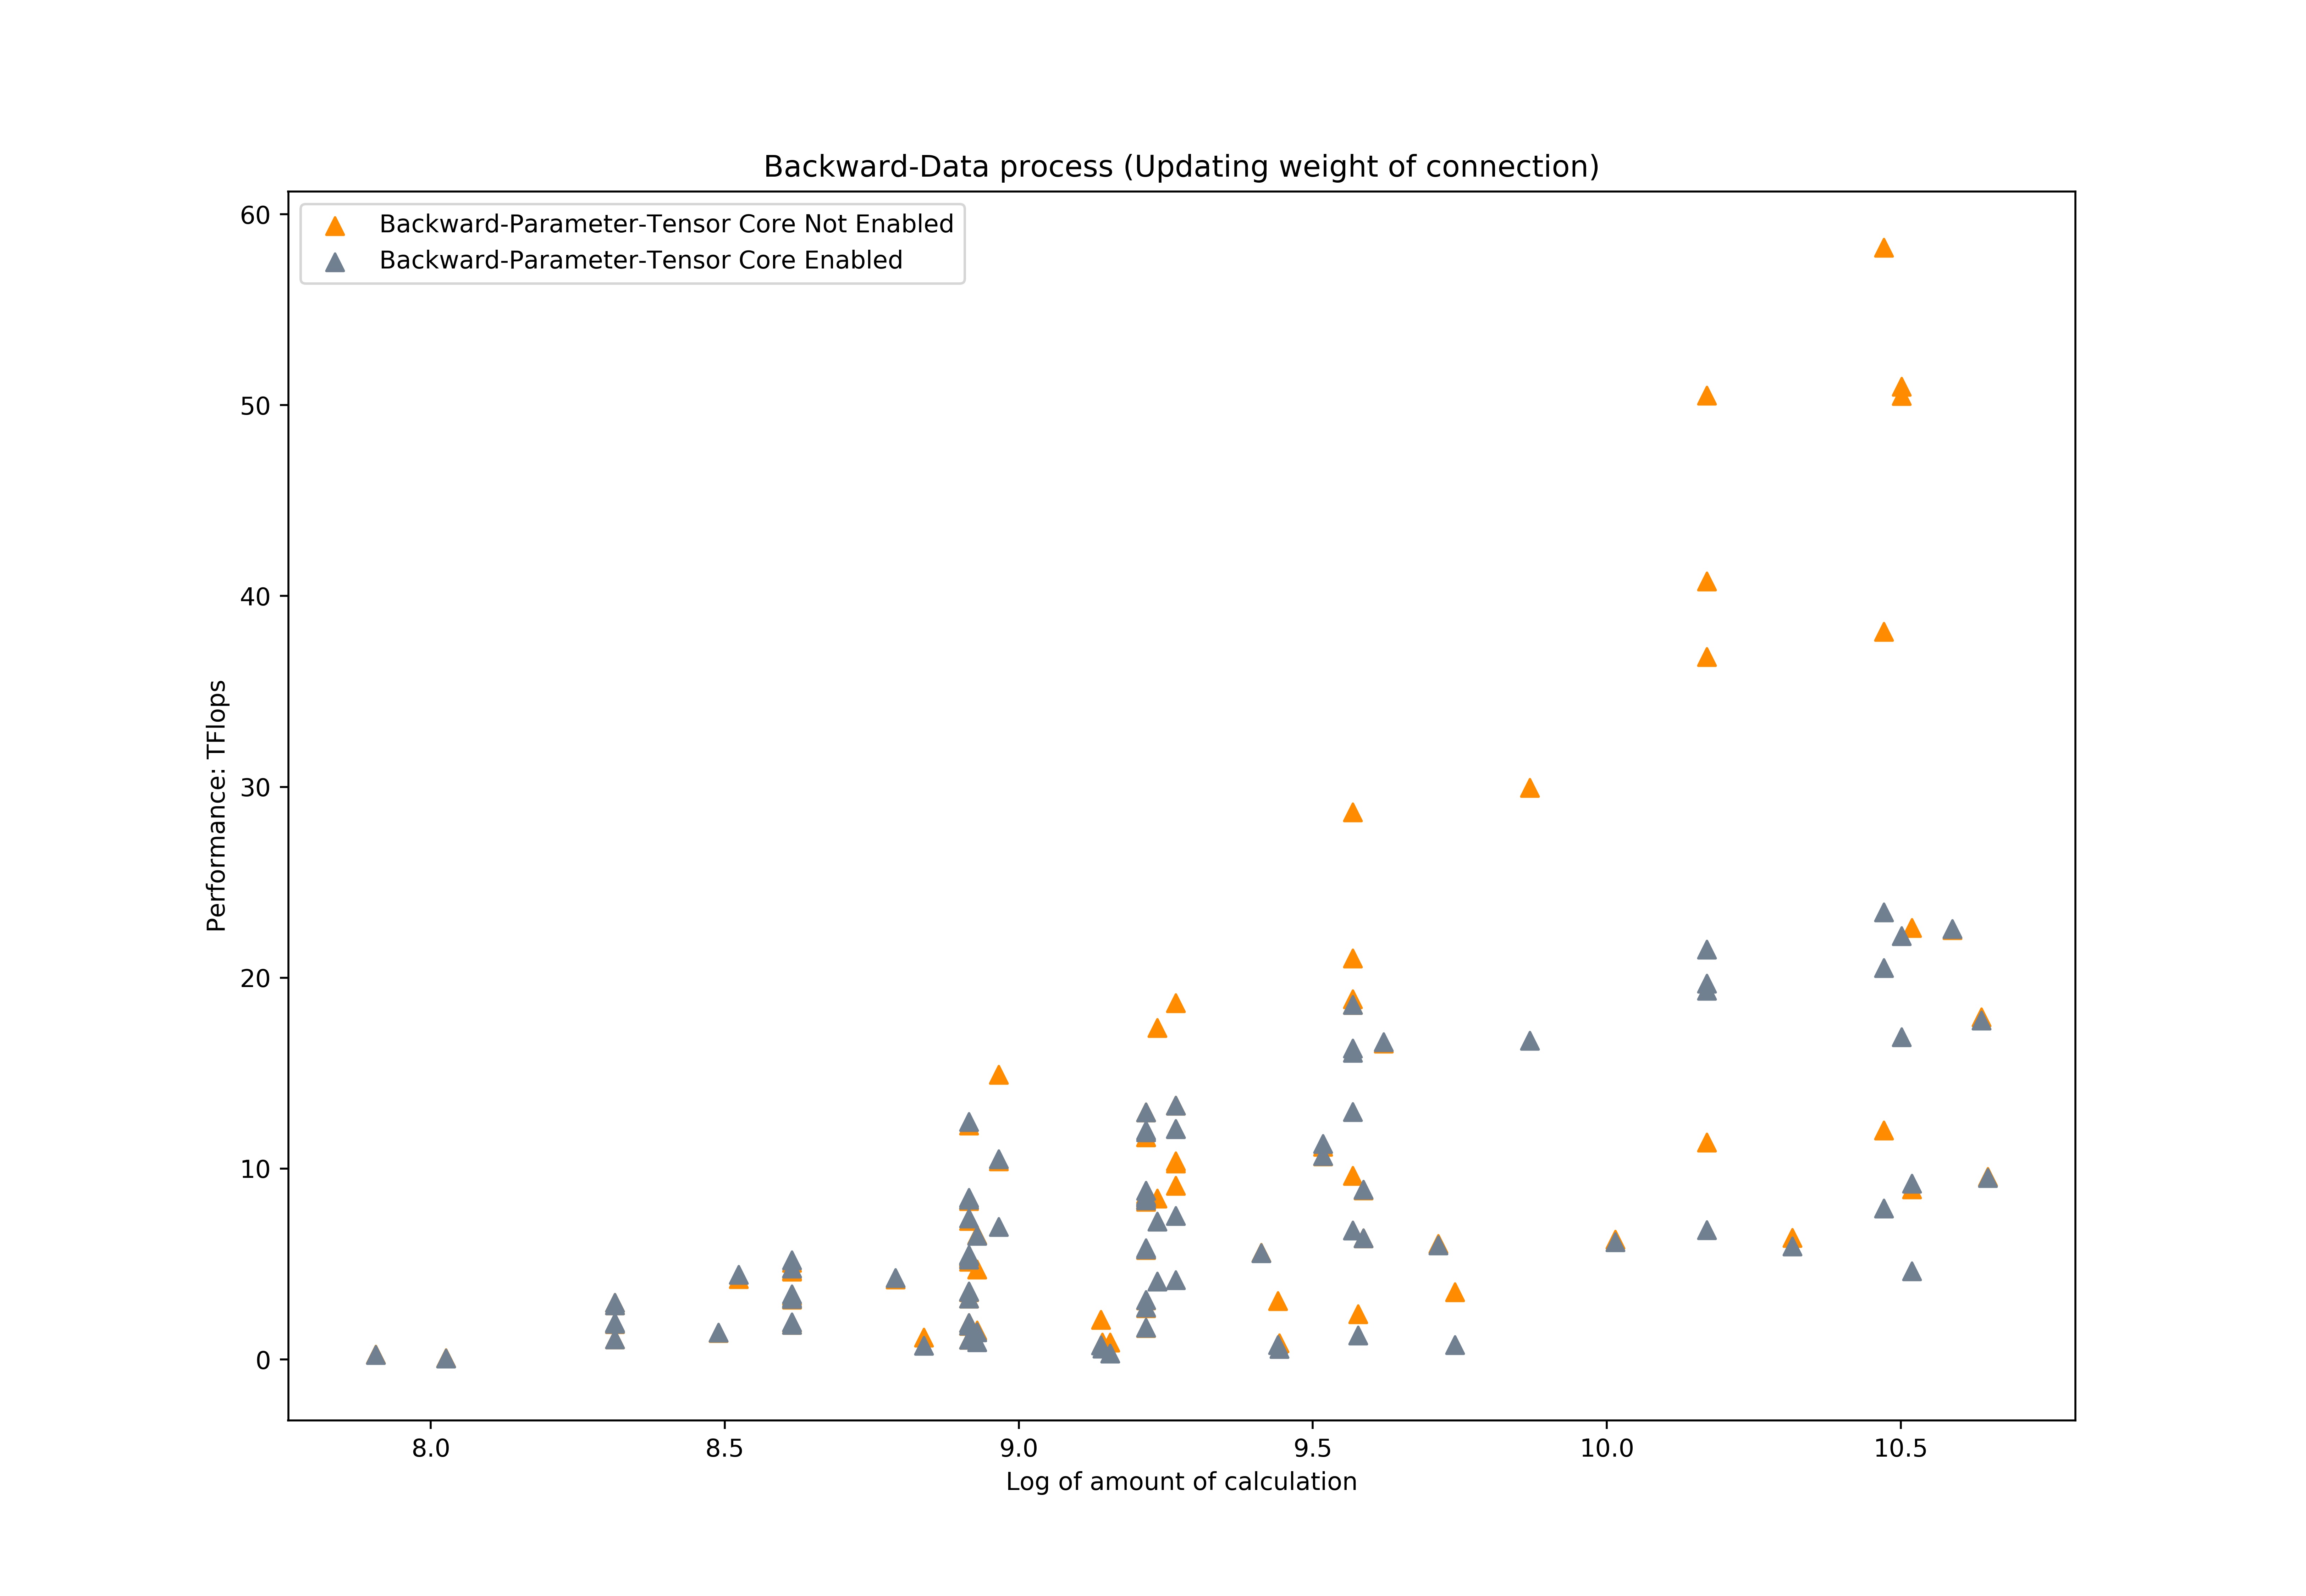 Backward-Data process (Updating weight of connection)
Backward-Parameter-Tensor Core Not Enabled
Backward-Parameter-Tensor Core Enabled
60
50
40
30
20
10
0
Performance: TFlops
8.0 8.5 9.0 9.5 10.0 10.5
Log of amount of calculation